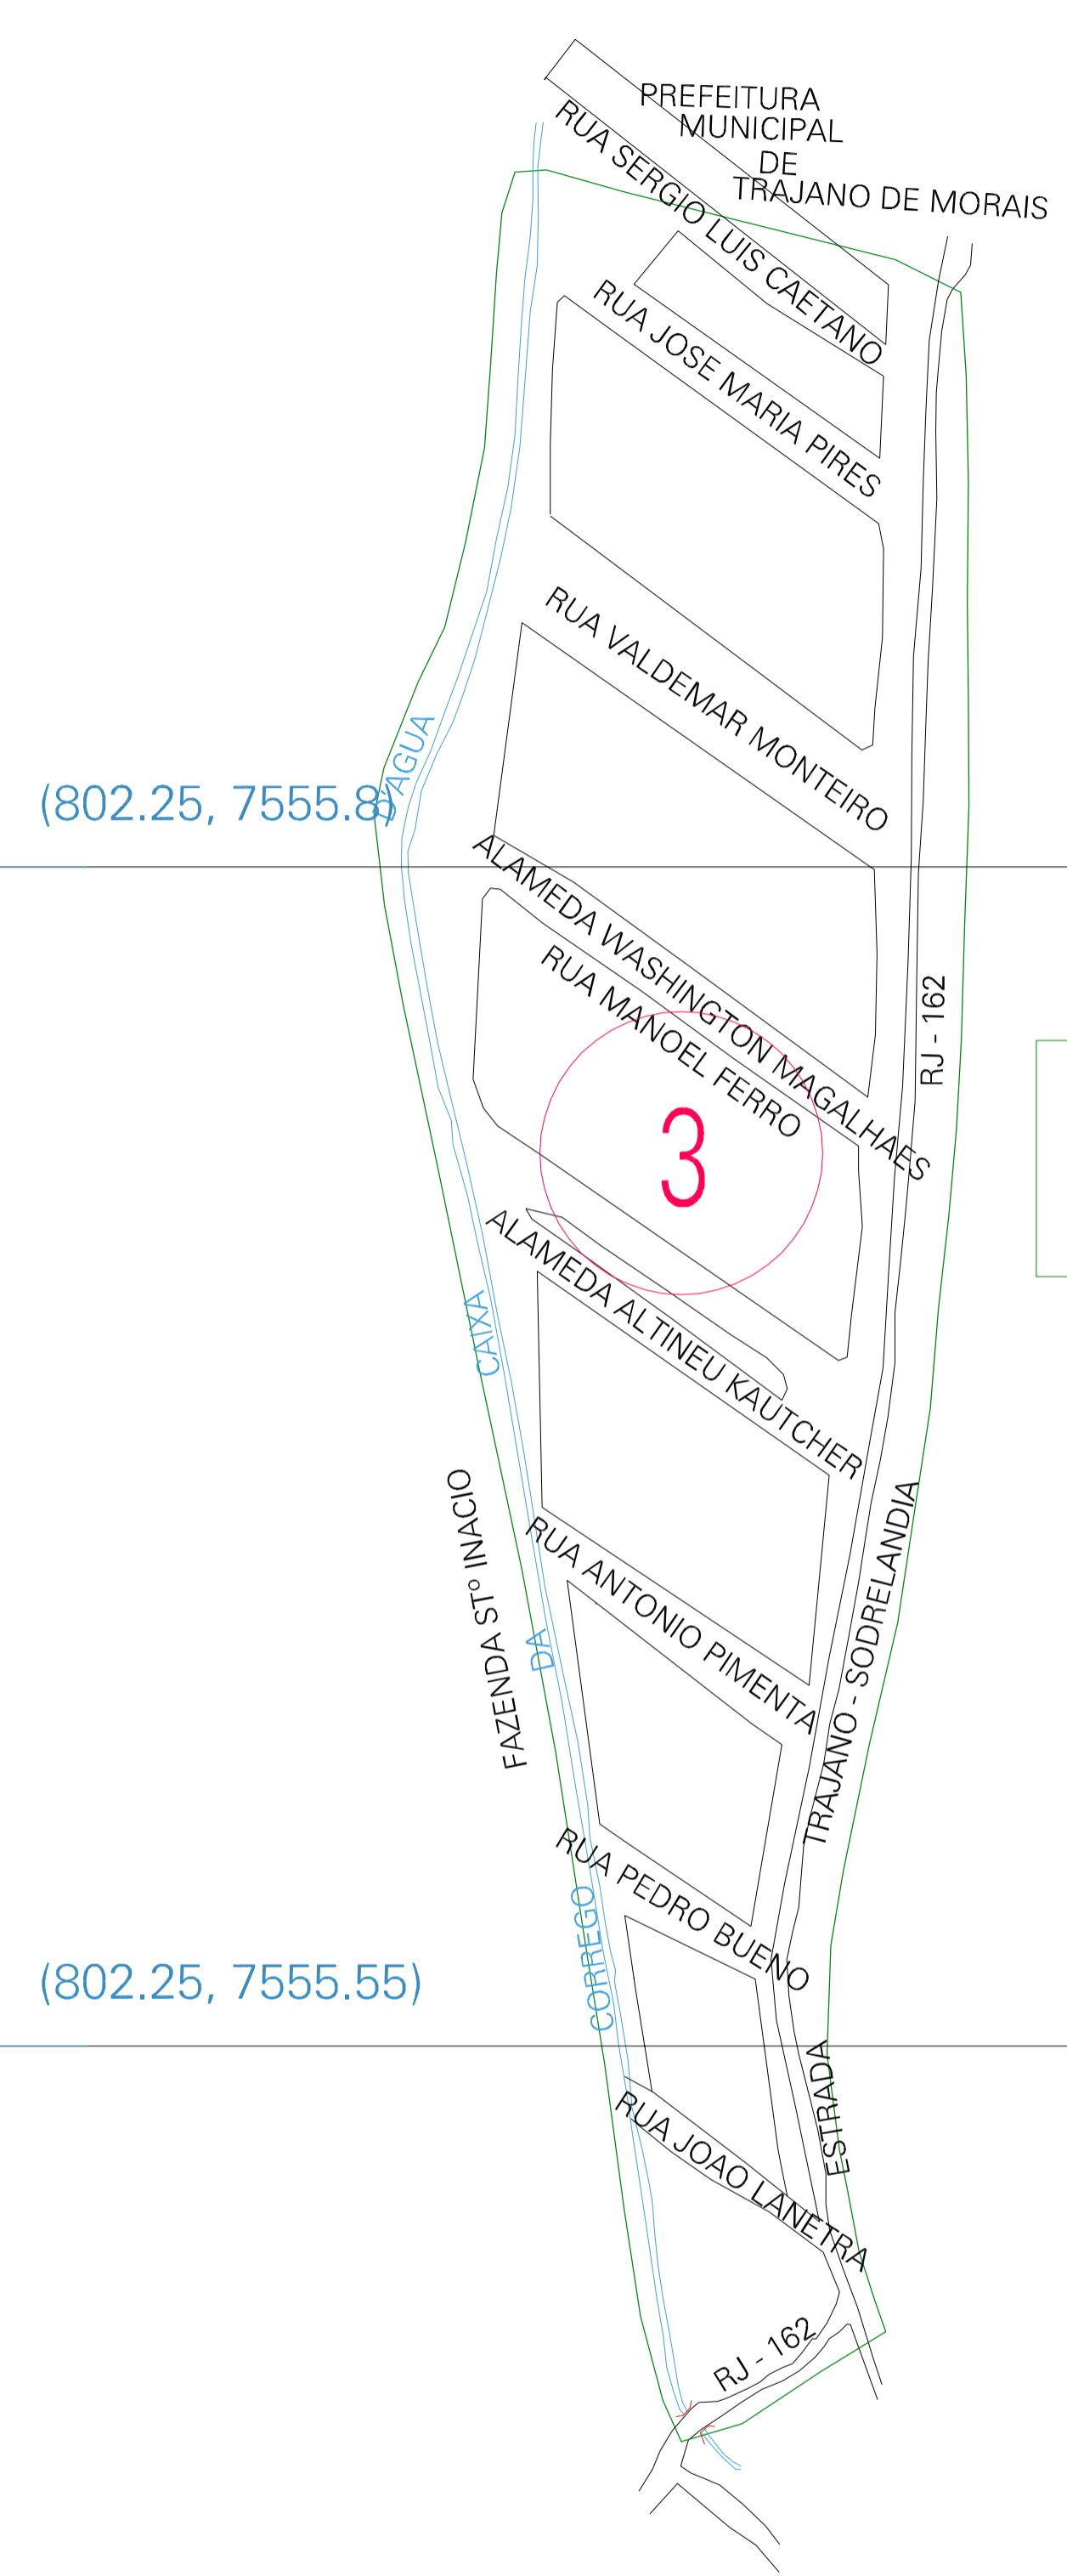 PREFEITURA
MUNICIPAL
DE
TRAJANO DE MORAIS
RUA SERGIO LUIS CAETANO
RUA JOSE MARIA PIRES
RUA VALDEMAR MONTEIRO
D'AGUA
(802.25, 7555.8)
ALAMEDA WASHINGTON MAGALHAES
RUA MANOEL FERRO
RJ - 162
3
ALAMEDA ALTINEU KAUTCHER
CAIXA
FAZENDA STº INACIO
RUA ANTONIO PIMENTA
TRAJANO - SODRELANDIA
DA
RUA PEDRO BUENO
CORREGO
(802.25, 7555.55)
ESTRADA
RUA JOAO LANETRA
RJ - 162